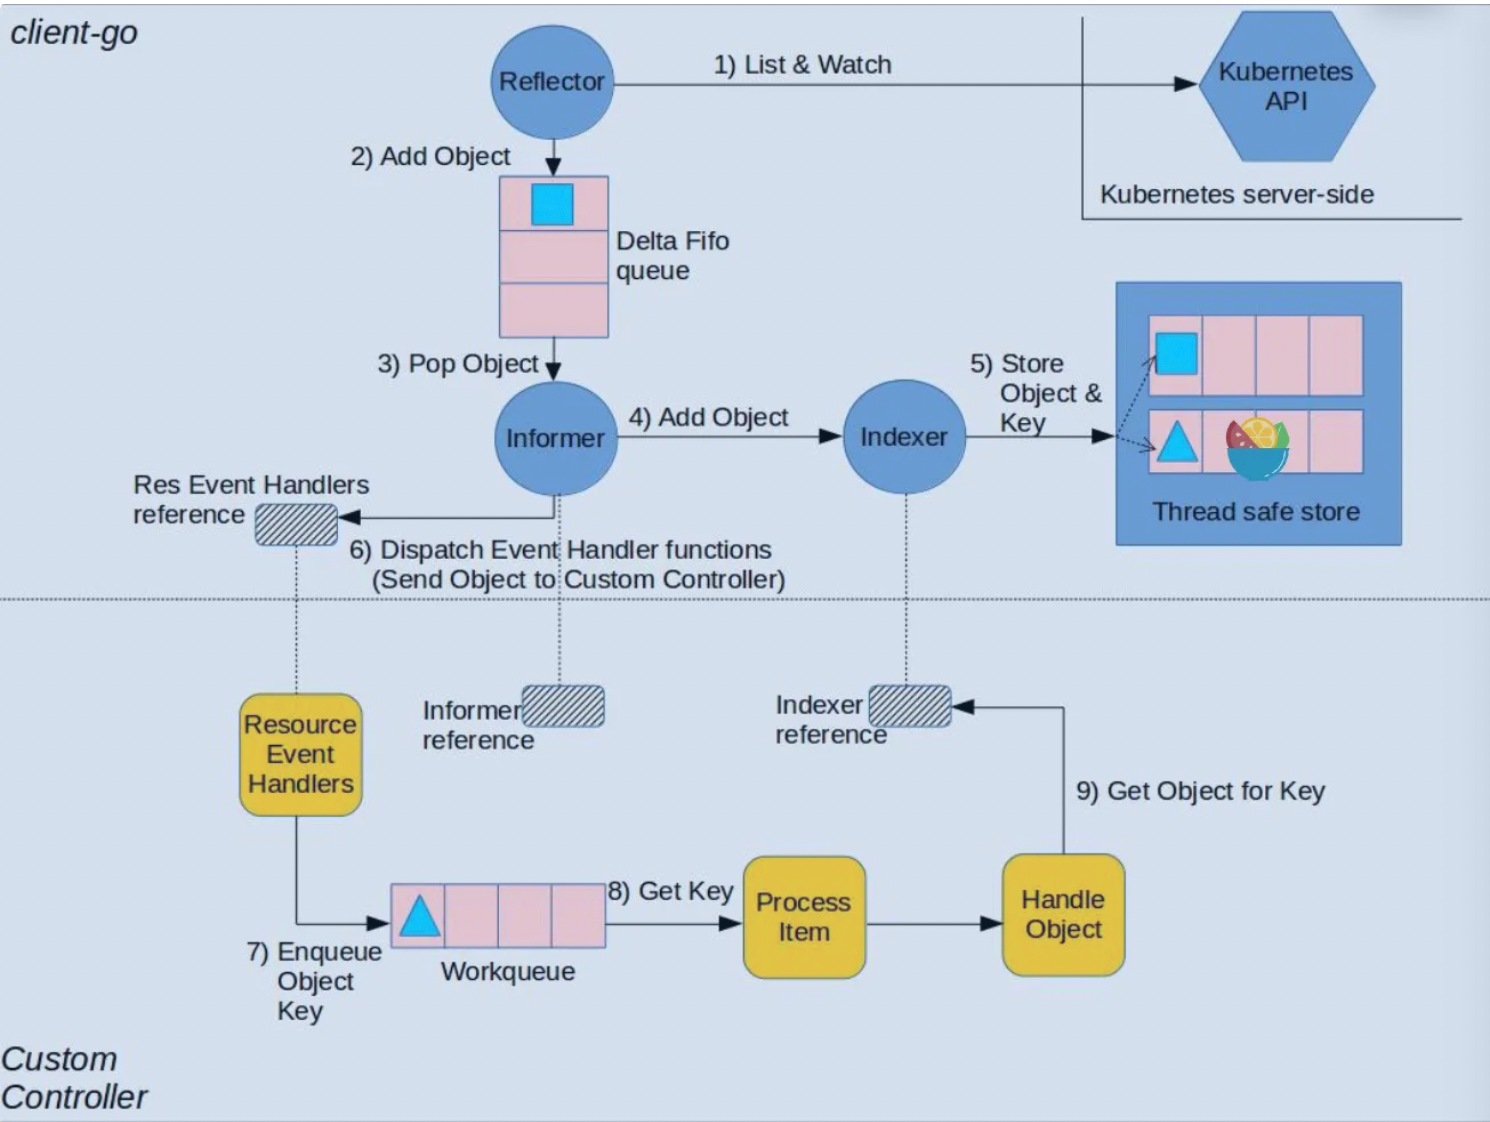 client-go
Reflector
1) List & Watch
Kubernetes
API
Kubernetes server-side
2) Add Object
Delta Fifo
queue
3) Pop Object
Informer
4) Add Object
Indexer
5) Store
Object &
Key
Thread safe store
Res Event Handlers
reference
6) Dispatch Event Handler functions
(Send Object to Custom Controller)
Resource
Event
Handlers
Informer
reference
Indexer
reference
9) Get Object for Key
7) Enqueue
Object
Key
Workqueue
8) Get Key
Process
Item
Handle
Object
Custom
Controller